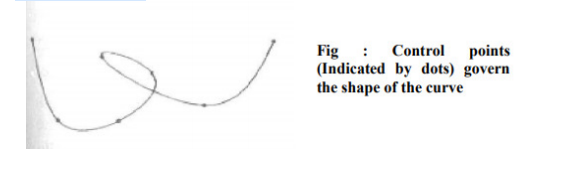 Fig : Control points
(Indicated by dots) govern
the shape of the curve